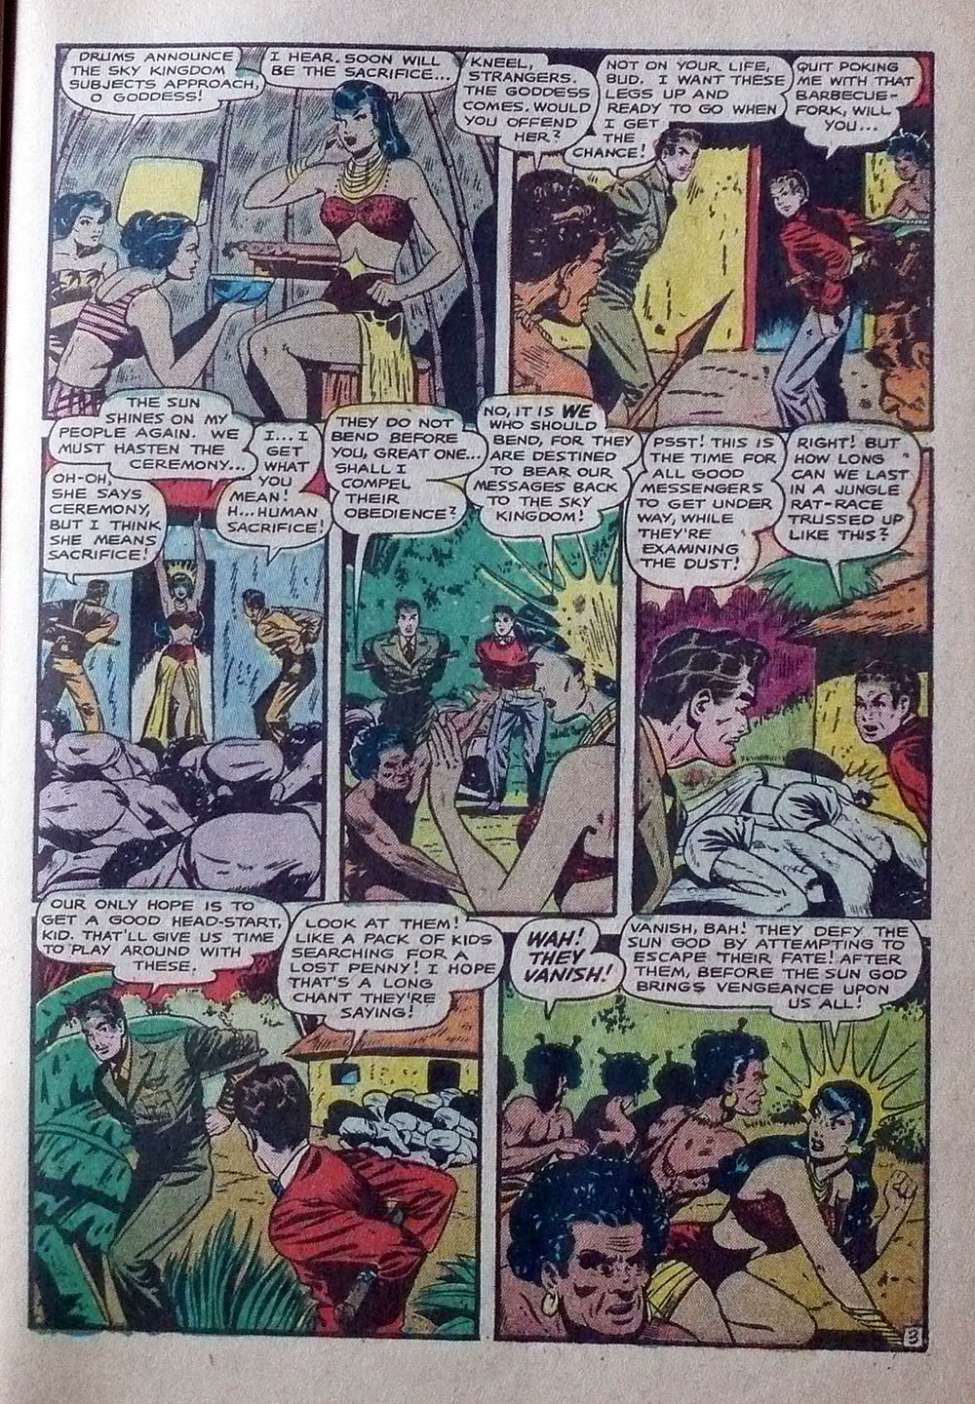 DRUMS ANNOUNCE
THE SKY KINGDOM
SUBJECTS APPROACH,
O GODDESS!
I HEAR. SOON WILL
BE THE SACRIFICE...
KNEEL,
STRANGERS.
THE GODDESS
COMES. WOULD
YOU OFFEND
HER?
NOT ON YOUR LIFE,
BUD. I WANT THESE
LEGS UP AND
READY TO GO WHEN
I GET
THE
CHANCE!
QUIT POKING
ME WITH THAT
BARBECUE-
FORK, WILL
YOU...
THE SUN
SHINES ON MY
PEOPLE AGAIN. WE
MUST HASTEN THE
CEREMONY...
OH-OH,
SHE SAYS
CEREMONY,
BUT I THINK
SHE MEANS
SACRIFICE!
I...I
GET
WHAT
YOU
MEAN!
H...HUMAN
SACRIFICE!
THEY DO NOT
BEND BEFORE
YOU, GREAT ONE...
SHALL I
COMPEL
THEIR
OBEDIENCE?
NO, IT IS WE
WHO SHOULD
BEND, FOR THEY
ARE DESTINED
TO BEAR OUR
MESSAGES BACK
TO THE SKY
KINGDOM!
PSST! THIS IS
THE TIME FOR
ALL GOOD
MESSENGERS
TO GET UNDER
WAY, WHILE
THEY'RE
EXAMINING
THE DUST!
RIGHT! BUT
HOW LONG
CAN WE LAST
IN A JUNGLE
RAT-RACE
TRUSSED UP
LIKE THIS?
OUR ONLY HOPE IS TO
GET A GOOD HEAD-START,
KID. THAT'LL GIVE US TIME
TO PLAY AROUND WITH
THESE.
LOOK AT THEM!
LIKE A PACK OF KIDS
SEARCHING FOR A
LOST PENNY! I HOPE
THAT'S A LONG
CHANT THEY'RE
SAYING!
WAH!
THEY
VANISH!
VANISH, BAH! THEY DEFY THE
SUN GOD BY ATTEMPTING TO
ESCAPE THEIR FATE! AFTER
THEM, BEFORE THE SUN GOD
BRINGS VENGEANCE UPON
US ALL!
3